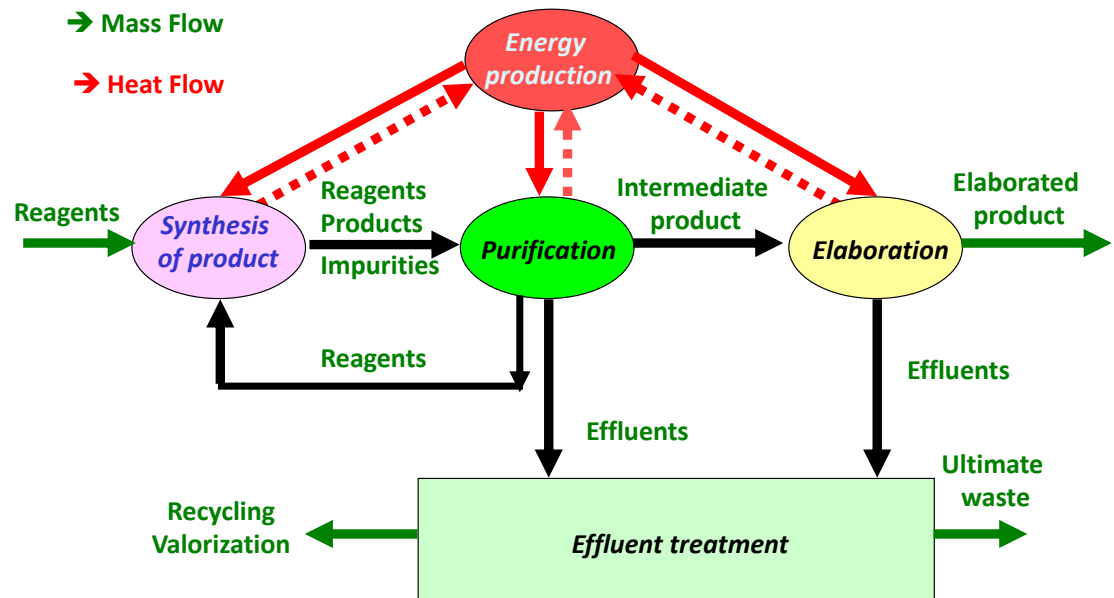 ➔ Mass Flow
➔ Heat Flow
Energy
production
Reagents
Synthesis
of product
Reagents
Products
Impurities
Purification
Intermediate
product
Elaboration
Elaborated
product
Reagents
Effluents
Effluents
Recycling
Valorization
Effluent treatment
Ultimate
waste